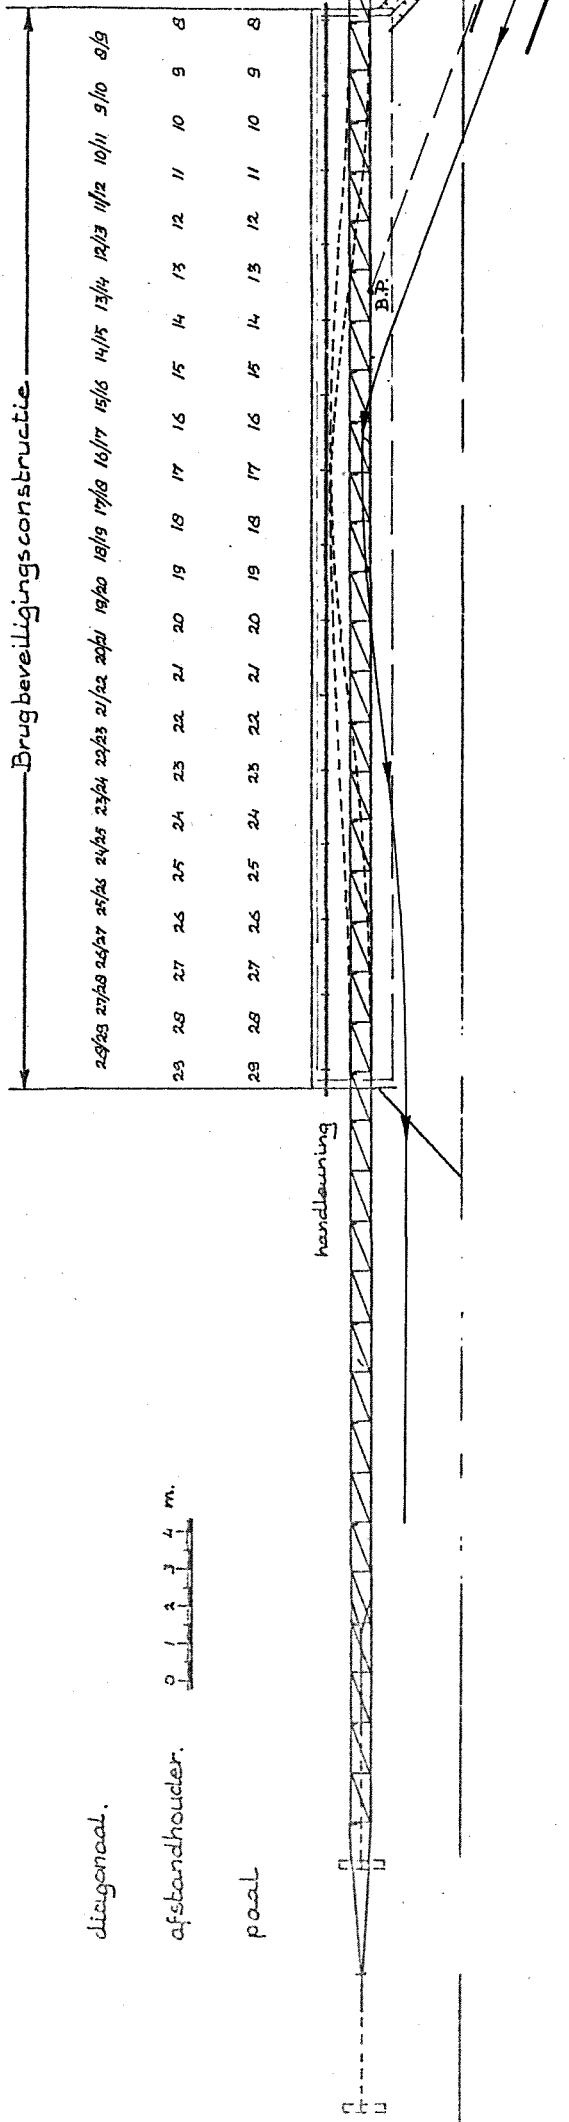 Brugbeveiligingsconstructie
diagonaal. 28/29 27/28 26/27 25/26 24/25 23/24 22/23 21/22 20/21 19/20 18/19 17/18 16/17 15/16 14/15 13/14 12/13 11/12 10/11 9/10 8/9
afstandhouder. 29 28 27 26 25 24 23 22 21 20 19 18 17 16 15 14 13 12 11 10 9 8
0 1 2 3 4 m.
paal 29 28 27 26 25 24 23 22 21 20 19 18 17 16 15 14 13 12 11 10 9 8
handleuning
B.P.